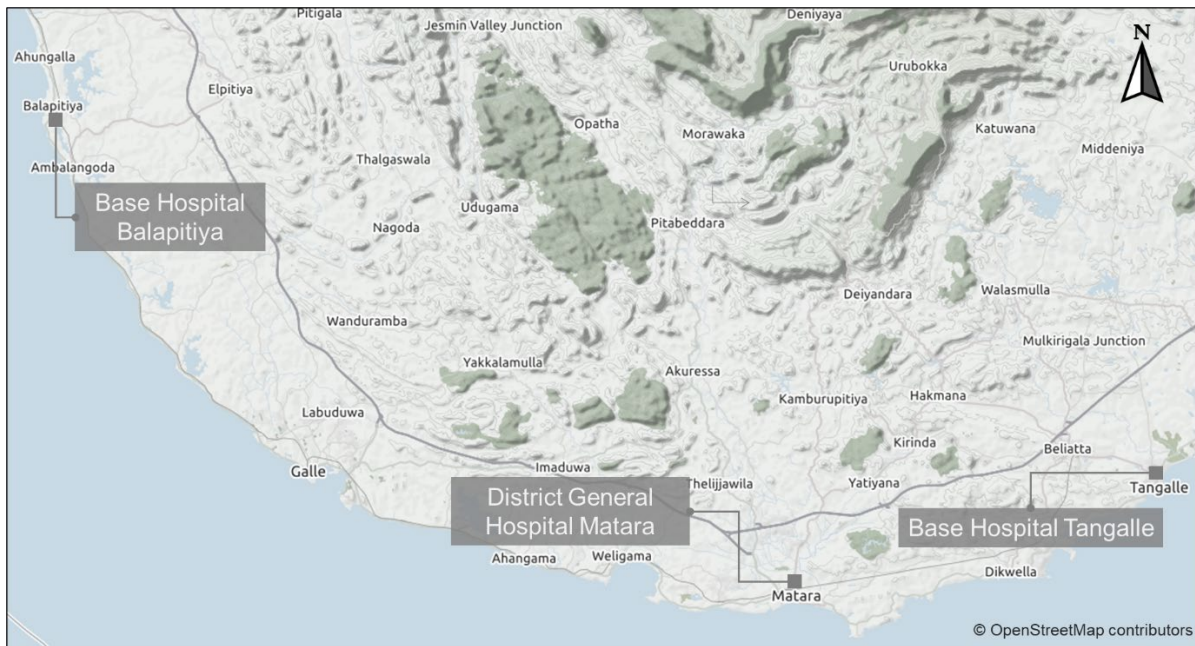 Pitigala
Jesmin Valley Junction
Deniyaya
N
Ahungalla
Urubokka
Elpitiya
Balapitiya
Opatha
Morawaka
Katuwana
Middeniya
Thalgaswala
Ambalangoda
Base Hospital
Balapitiya
Udugama
Nagoda
Pitabeddara
Deiyandara
Walasmulla
Wanduramba
Mulkirigala Junction
Yakkalamulla
Akuressa
Kamburupitiya
Hakmana
Labuduwa
Kirinda
Beliatta
Galle
Imaduwa
Thelijjawila
Yatiyana
Tangalle
District General
Hospital Matara
Base Hospital Tangalle
Ahangama
Weligama
Dikwella
Matara
© OpenStreetMap contributors